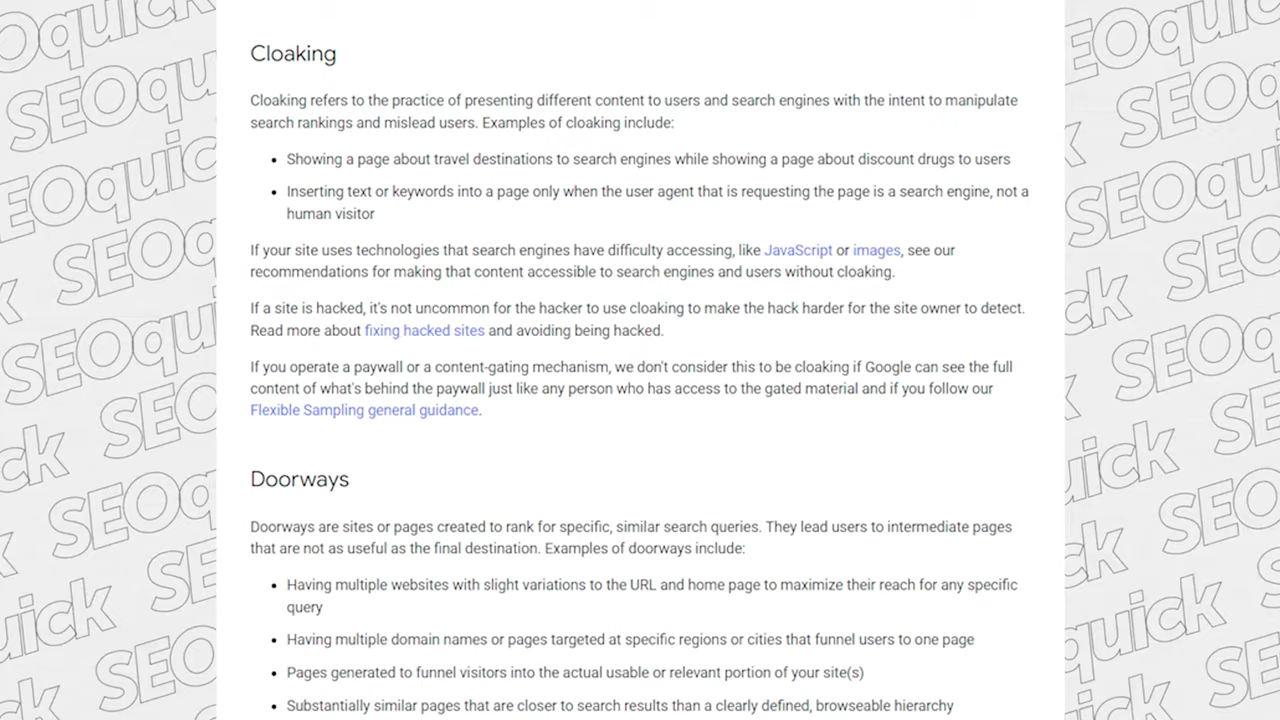 Cloaking
Cloaking refers to the practice of presenting different content to users and search engines with the intent to manipulate
search rankings and mislead users. Examples of cloaking include:
• Showing a page about travel destinations to search engines while showing a page about discount drugs to users
• Inserting text or keywords into a page only when the user agent that is requesting the page is a search engine, not a
human visitor
If your site uses technologies that search engines have difficulty accessing, like JavaScript or images, see our
recommendations for making that content accessible to search engines and users without cloaking.
If a site is hacked, it's not uncommon for the hacker to use cloaking to make the hack harder for the site owner to detect.
Read more about fixing hacked sites and avoiding being hacked.
If you operate a paywall or a content-gating mechanism, we don't consider this to be cloaking if Google can see the full
content of what's behind the paywall just like any person who has access to the gated material and if you follow our
Flexible Sampling general guidance.
Doorways
Doorways are sites or pages created to rank for specific, similar search queries. They lead users to intermediate pages
that are not as useful as the final destination. Examples of doorways include:
• Having multiple websites with slight variations to the URL and home page to maximize their reach for any specific
query
• Having multiple domain names or pages targeted at specific regions or cities that funnel users to one page
• Pages generated to funnel visitors into the actual usable or relevant portion of your site(s)
• Substantially similar pages that are closer to search results than a clearly defined, browseable hierarchy